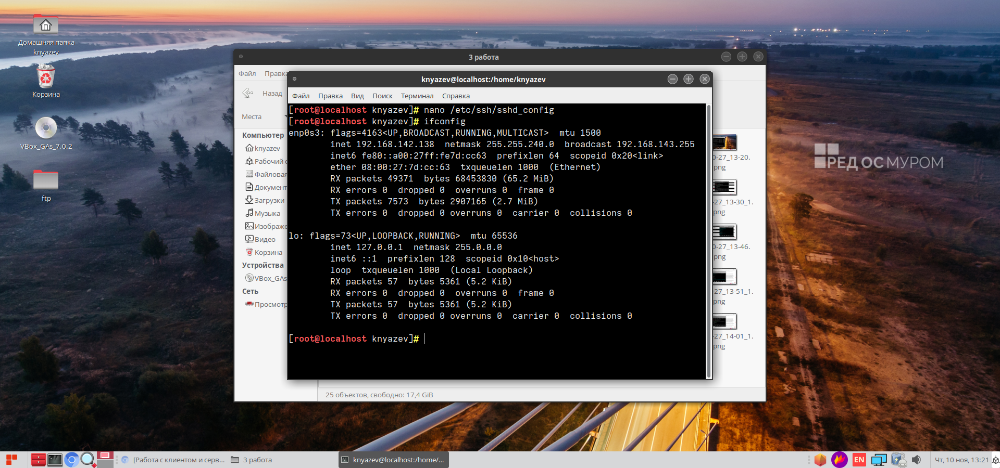 Домашняя папка
knyazev
Корзина
VBox_GAs_7.0.2
ftp
3 работа
Файл Правка
Назад
Места
Компьютер
knyazev
Рабочий с
Файловая
Документ
Загрузки
Музыка
Изображе
Видео
Корзина
Устройства
VBox_GAs
Сеть
Просмотр
knyazev@localhost:/home/knyazev
Файл Правка Вид Поиск Терминал Справка
[root@localhost knyazev]# nano /etc/ssh/sshd_config
[root@localhost knyazev]# ifconfig
enp0s3: flags=4163<UP,BROADCAST,RUNNING,MULTICAST>  mtu 1500
        inet 192.168.142.138  netmask 255.255.240.0  broadcast 192.168.143.255
        inet6 fe80::a00:27ff:fe7d:cc63  prefixlen 64  scopeid 0x20<link>
        ether 08:00:27:7d:cc:63  txqueuelen 1000  (Ethernet)
        RX packets 49371  bytes 68453830 (65.2 MiB)
        RX errors 0  dropped 0  overruns 0  frame 0
        TX packets 7573  bytes 2907165 (2.7 MiB)
        TX errors 0  dropped 0 overruns 0  carrier 0  collisions 0
lo: flags=73<UP,LOOPBACK,RUNNING>  mtu 65536
        inet 127.0.0.1  netmask 255.0.0.0
        inet6 ::1  prefixlen 128  scopeid 0x10<host>
        loop  txqueuelen 1000  (Local Loopback)
        RX packets 57  bytes 5361 (5.2 KiB)
        RX errors 0  dropped 0  overruns 0  frame 0
        TX packets 57  bytes 5361 (5.2 KiB)
        TX errors 0  dropped 0 overruns 0  carrier 0  collisions 0
[root@localhost knyazev]#
0-27_13-20.
png
-27_13-30_1.
png
0-27_13-46.
png
-27_13-51_1.
png
-27_14-01_1.
png
25 объектов, свободно: 17,4 GiB
РЕД ОС МУРОМ
[Работа с клиентом и серв...
3 работа
knyazev@localhost:/home/...
EN
Чт, 10 ноя, 13:21